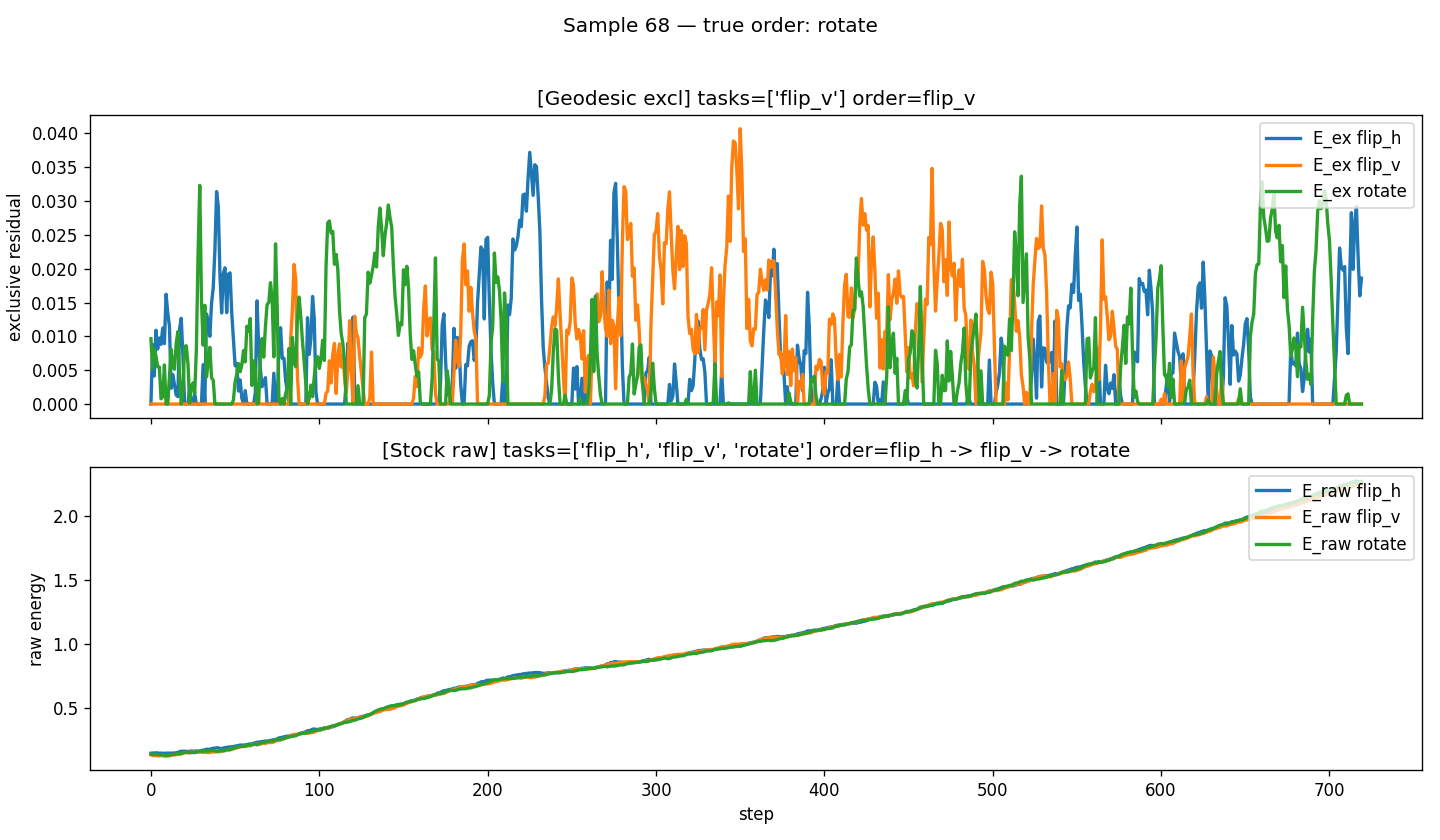 Sample 68 — true order: rotate
[Geodesic excl] tasks=['flip_v'] order=flip_v
exclusive residual
0.040
0.035
0.030
0.025
0.020
0.015
0.010
0.005
0.000
E_ex flip_h
E_ex flip_v
E_ex rotate
[Stock raw] tasks=['flip_h', 'flip_v', 'rotate'] order=flip_h -> flip_v -> rotate
raw energy
2.0
1.5
1.0
0.5
E_raw flip_h
E_raw flip_v
E_raw rotate
0 100 200 300 400 500 600 700
step